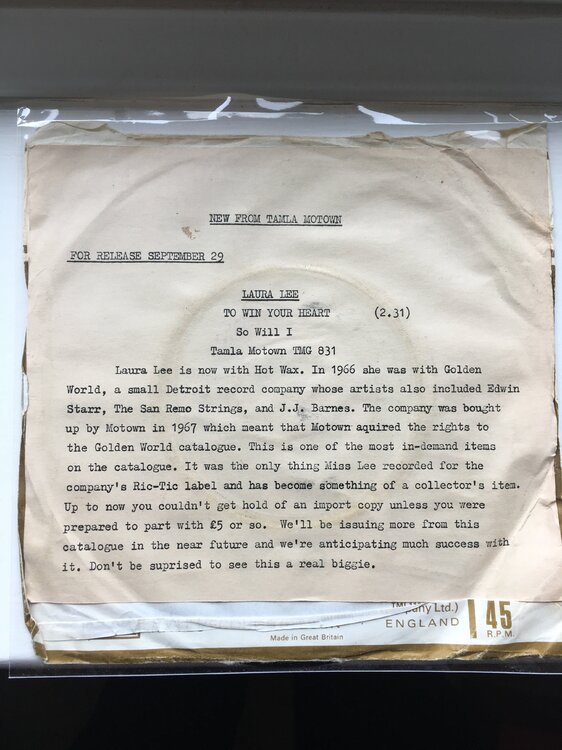 NEW FROM TAMLA MOTOWN
FOR RELEASE SEPTEMBER 29
LAURA LEE
TO WIN YOUR HEART (2.31)
So Will I
Tamla Motown TMG 831
Laura Lee is now with Hot Wax. In 1966 she was with Golden
World, a small Detroit record company whose artists also included Edwin
Starr, The San Remo Strings, and J.J. Barnes. The company was bought
up by Motown in 1967 which meant that Motown aquired the rights to
the Golden World catalogue. This is one of the most in-demand items
on the catalogue. It was the only thing Miss Lee recorded for the
company's Ric-Tic label and has become something of a collector's item.
Up to now you couldn't get hold of an import copy unless you were
prepared to part with £5 or so. We'll be issuing more from this
catalogue in the near future and we're anticipating much success with
it. Don't be suprised to see this a real biggie.
Ltd.)
ENGLAND
45
R.P.M.
Made in Great Britain